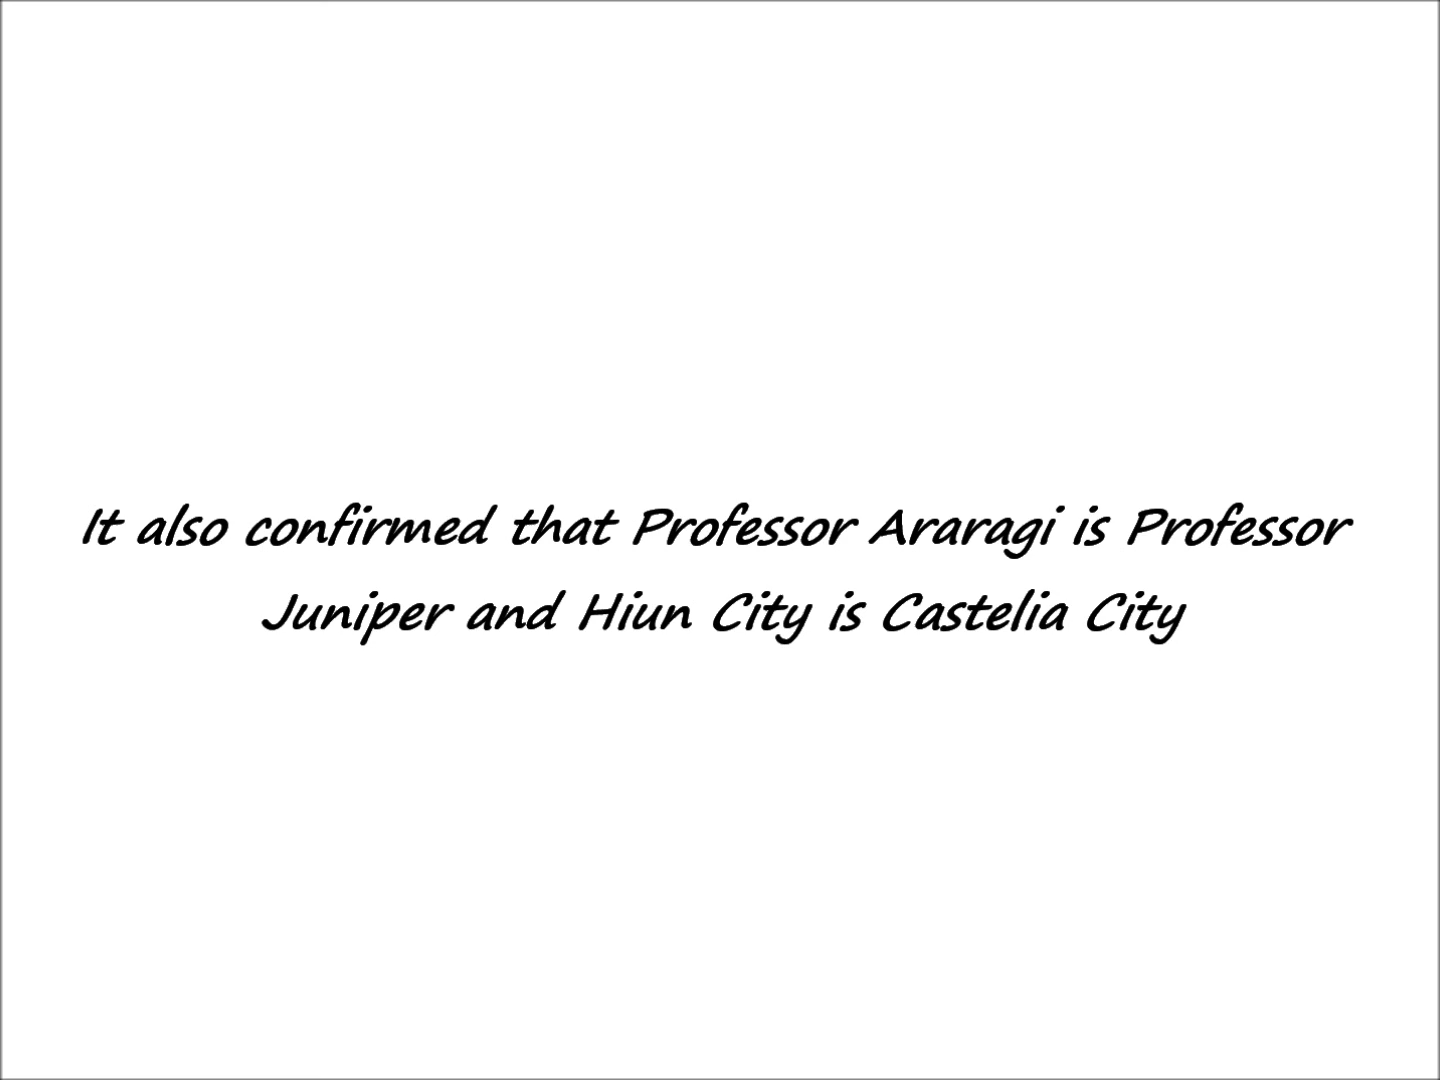 It also confirmed that Professor Araragi is Professor
Juniper and Hiun City is Castelia City